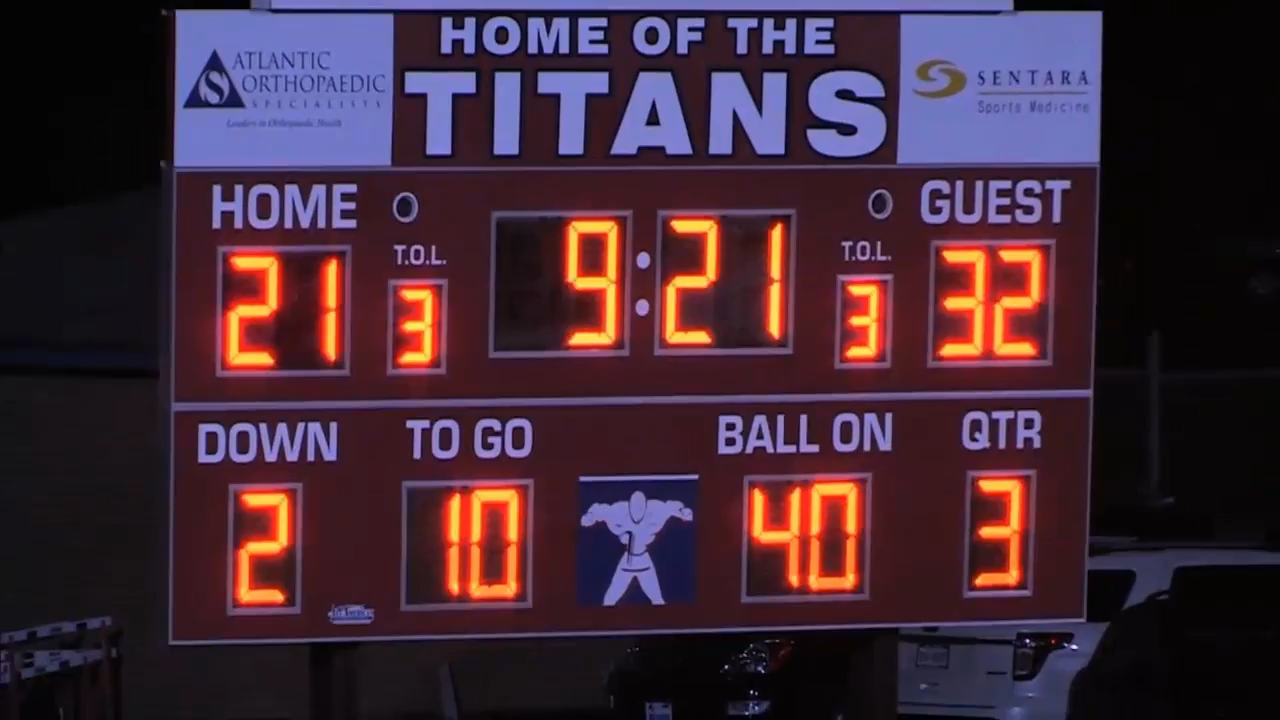 HOME OF THE
TITANS
ATLANTIC
ORTHOPAEDIC
SPECIALISTS
Leaders in Orthopaedic Health
SENTARA
Sports Medicine
HOME
T.O.L.
9:21
T.O.L.
GUEST
21
3
3
32
DOWN
TO GO
BALL ON
QTR
2
10
40
3